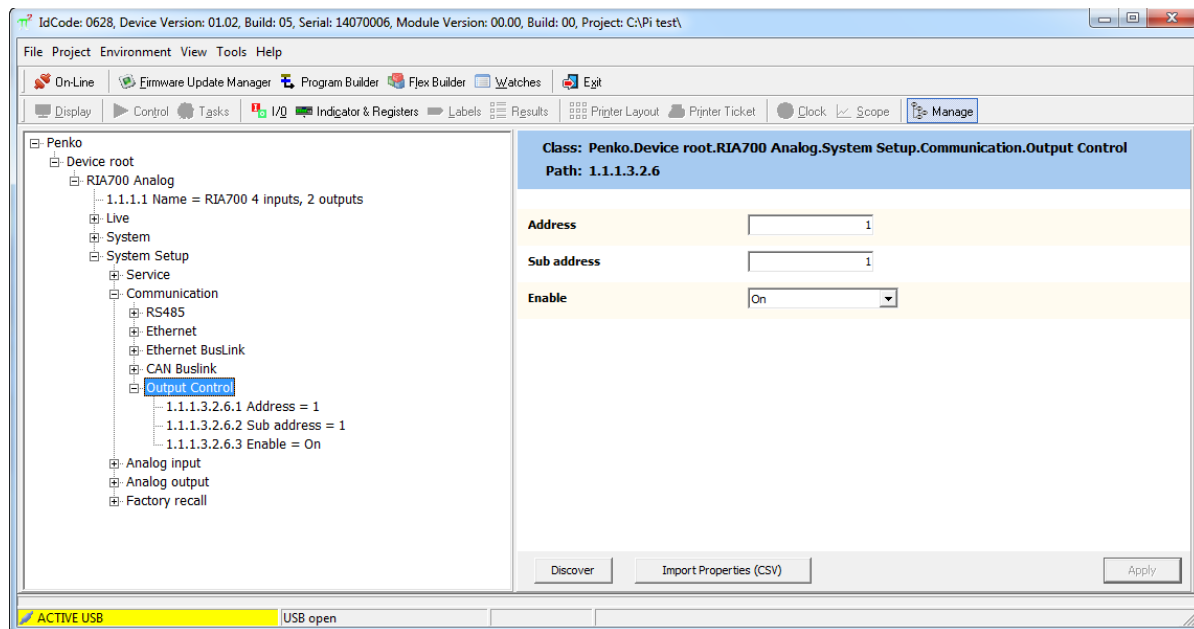 IdCode: 0628, Device Version: 01.02, Build: 05, Serial: 14070006, Module Version: 00.00, Build: 00, Project: C:\Pi test\
File Project Environment View Tools Help
On-Line Firmware Update Manager Program Builder Flex Builder Watches Exit
Display Control Tasks I/O Indicator & Registers Labels Results Printer Layout Printer Ticket Clock Scope Manage
Penko
Device root
RIA700 Analog
1.1.1.1 Name = RIA700 4 inputs, 2 outputs
Live
System
System Setup
Service
Communication
RS485
Ethernet
Ethernet BusLink
CAN Buslink
Output Control
1.1.1.3.2.6.1 Address = 1
1.1.1.3.2.6.2 Sub address = 1
1.1.1.3.2.6.3 Enable = On
Analog input
Analog output
Factory recall
Class: Penko.Device root.RIA700 Analog.System Setup.Communication.Output Control
Path: 1.1.1.3.2.6
Address 1
Sub address 1
Enable On
Discover Import Properties (CSV) Apply
ACTIVE USB USB open